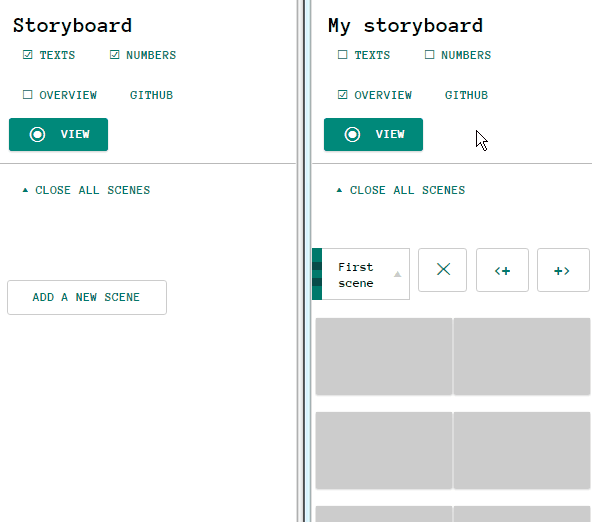 Storyboard
☑ TEXTS ☑ NUMBERS
☐ OVERVIEW GITHUB
VIEW
▲ CLOSE ALL SCENES
ADD A NEW SCENE
My storyboard
☐ TEXTS ☐ NUMBERS
☑ OVERVIEW GITHUB
VIEW
▲ CLOSE ALL SCENES
First
scene
<+ +>